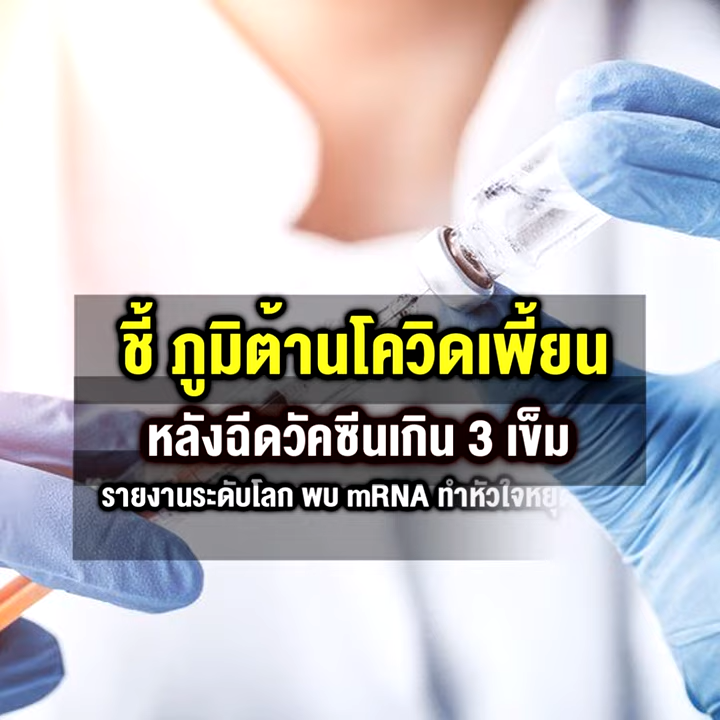 ชี้ ภูมิต้านโควิดเพี้ยน
หลังฉีดวัคซีนเกิน 3 เข็ม
รายงานระดับโลก พบ mRNA ทำหัวใจหยุ